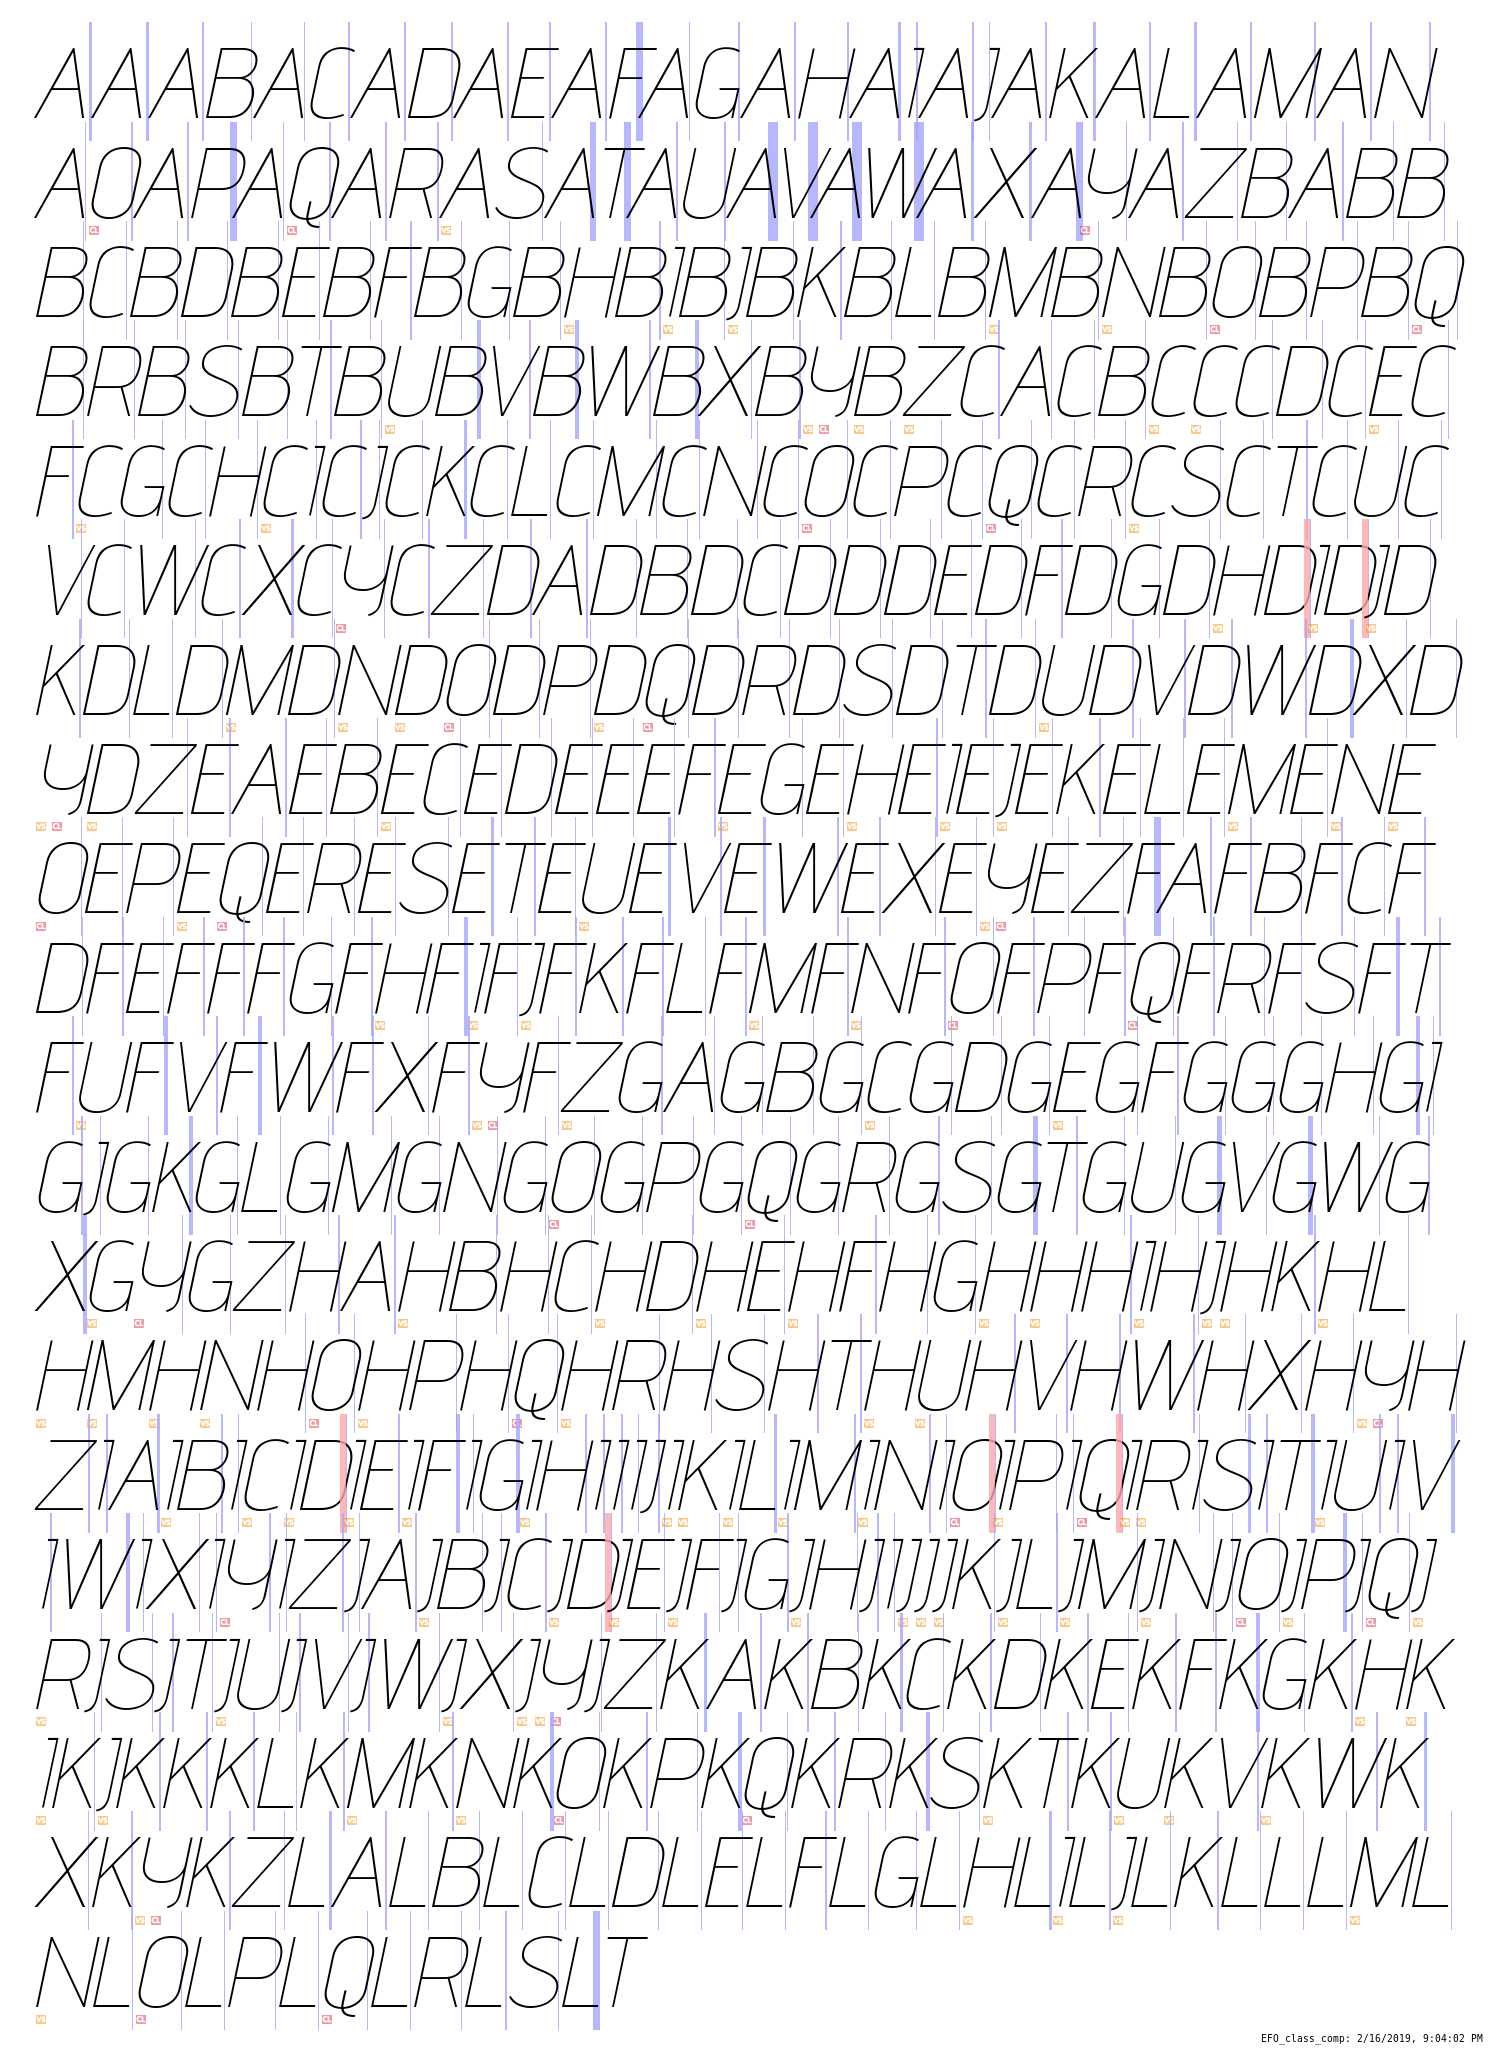 AAABACADAEAFAGAHAIAJAKALAMAN
AOAPAQARASATAUAVAWAXAYAZBABB
BCBDBEBFBGBHBIBJBKBLBMBNBOBPBQ
BRBSBTBUBVBWBXBYBZCACBCCCDCEC
FCGCHCICJCKCLCMCNCOCPCQCRCSCTCUC
VCWCXCYCZDADBDCDDDEDFDGDHDIDJD
KDLDMDNDODPDQDRDSDTDUDVDWDXD
YDZEAEBECEDEEEFEGEHEIEJEKELEMENE
OEPEQERESETEUEVEWEXEYEZFAFBFCF
DFEFFFGFHFIFJFKFLFMFNFOFPFQFRFSFT
FUFVFWFXFYFZGAGBGCGDGEGFGGGHGI
GJGKGLGMGNGOGPGQGRGSGTGUGVGWG
XGYGZHAHBHCHDHEHFHGHHHIHJHKHL
HMHNHOHPHQHRHSHTHUHVHWHXHYH
ZIAIBICIDIEIFIGIHIIIJIKILIMINIOIPIQIRISITIUIV
IWIXIYIZJAJBJCJDJEJFJGJHJIJJJKJLJMJNJOJPJQJ
RJSJTJUJVJWJXJYJZKAKBKCKDKEKFKGKHK
IKJKKKLKMKNKOKPKQKRKSKTKUKVKWK
XKYKZLALBLCLDLELFLGLHLILJLKLLLML
NLOLPLQLRLSLT
EFO_class_comp: 2/16/2019, 9:04:02 PM